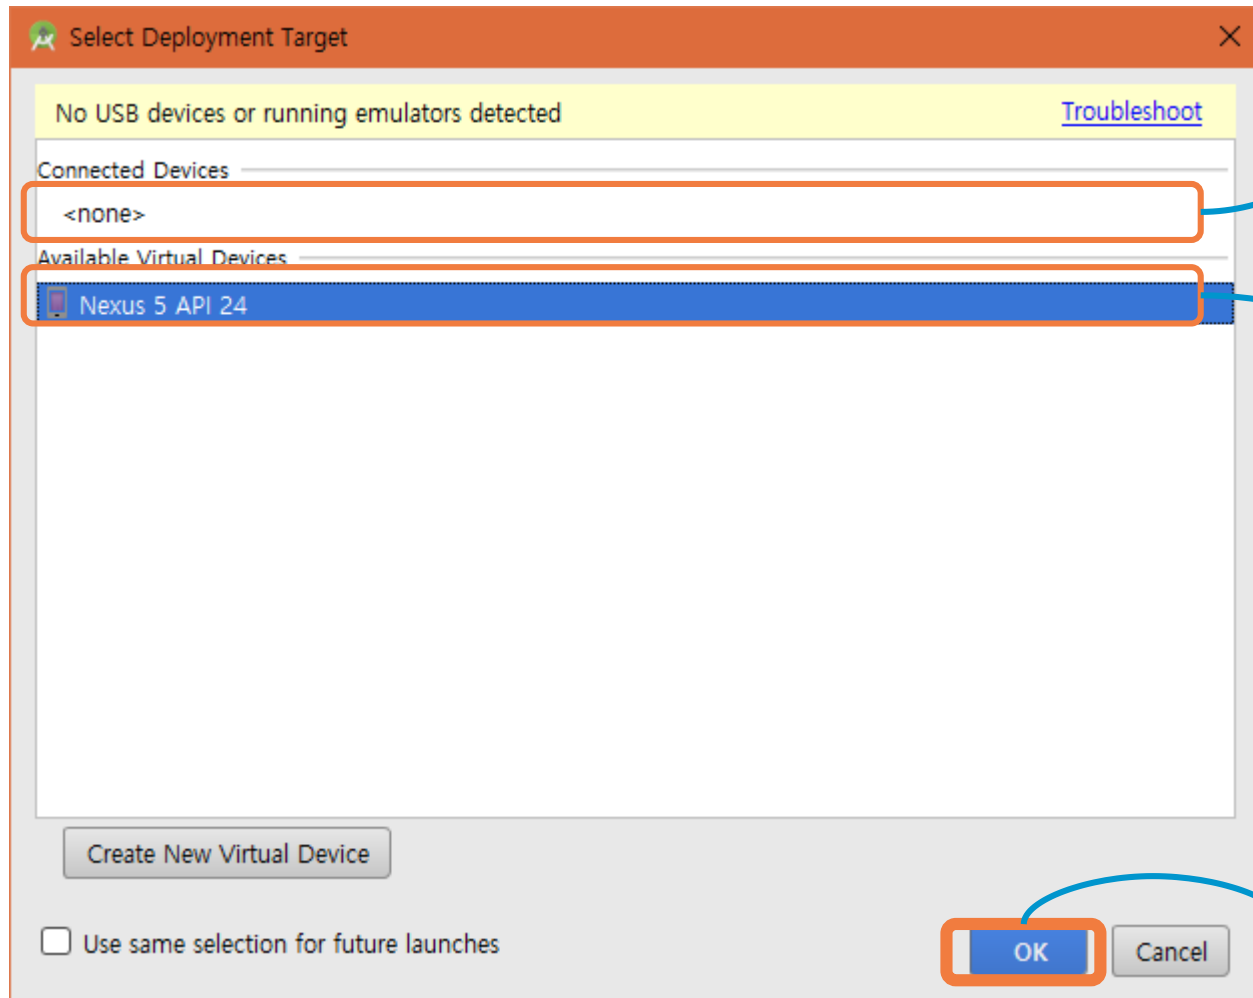 Select Deployment Target
No USB devices or running emulators detected Troubleshoot
Connected Devices
<none>
Available Virtual Devices
Nexus 5 API 24
Create New Virtual Device
Use same selection for future launches
OK Cancel